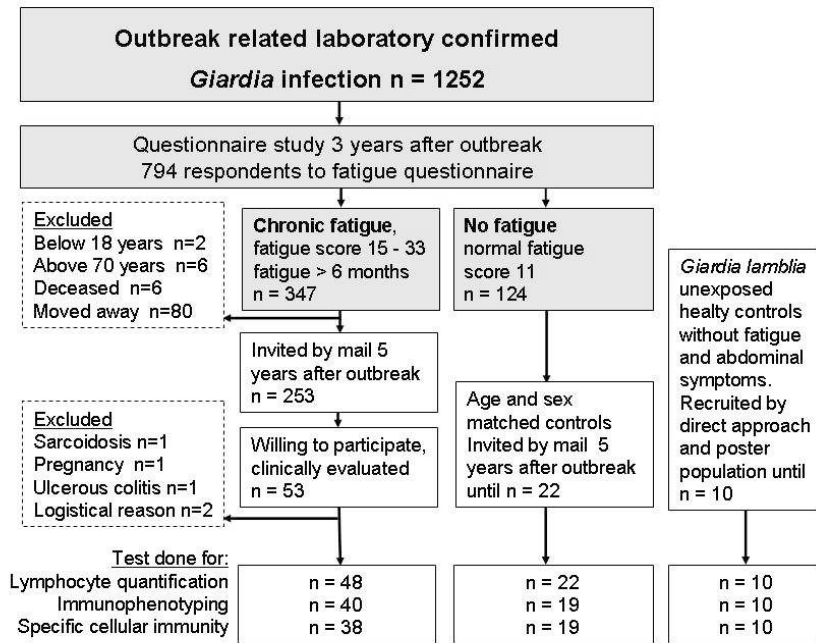 Outbreak related laboratory confirmed
Giardia infection n = 1252
Questionnaire study 3 years after outbreak
794 respondents to fatigue questionnaire
Excluded
Below 18 years n=2
Above 70 years n=6
Deceased n=6
Moved away n=80
Chronic fatigue,
fatigue score 15 - 33
fatigue > 6 months
n = 347
No fatigue
normal fatigue
score 11
n = 124
Giardia lamblia
unexposed
healty controls
without fatigue
and abdominal
symptoms.
Recruited by
direct approach
and poster
population until
n = 10
Invited by mail 5
years after outbreak
n = 253
Excluded
Sarcoidosis n=1
Pregnancy n=1
Ulcerous colitis n=1
Logistical reason n=2
Willing to participate,
clinically evaluated
n = 53
Age and sex
matched controls
Invited by mail 5
years after outbreak
until n = 22
Test done for:
Lymphocyte quantification n = 48 n = 22 n = 10
Immunophenotyping n = 40 n = 19 n = 10
Specific cellular immunity n = 38 n = 19 n = 10